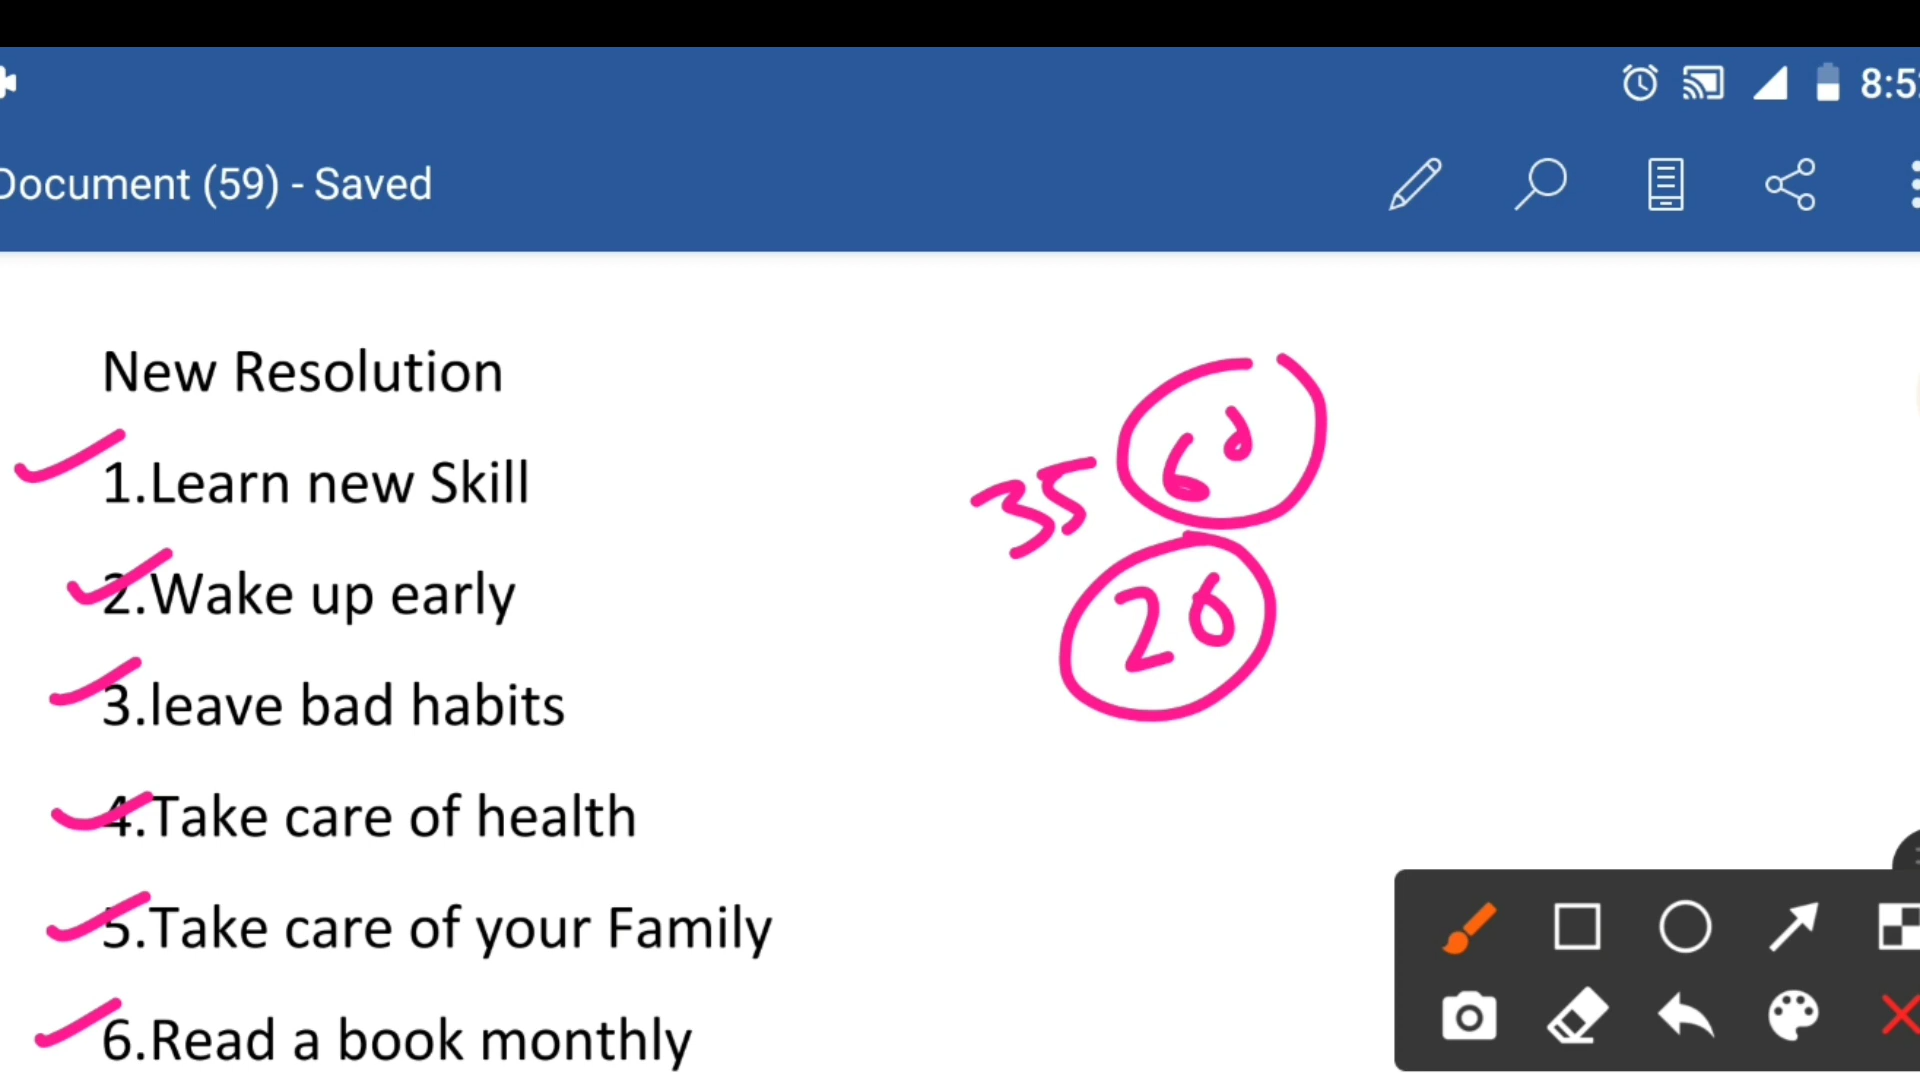 8:5
Document (59) - Saved
New Resolution
1.Learn new Skill
2.Wake up early
3.leave bad habits
4.Take care of health
5.Take care of your Family
6.Read a book monthly
35
60
26